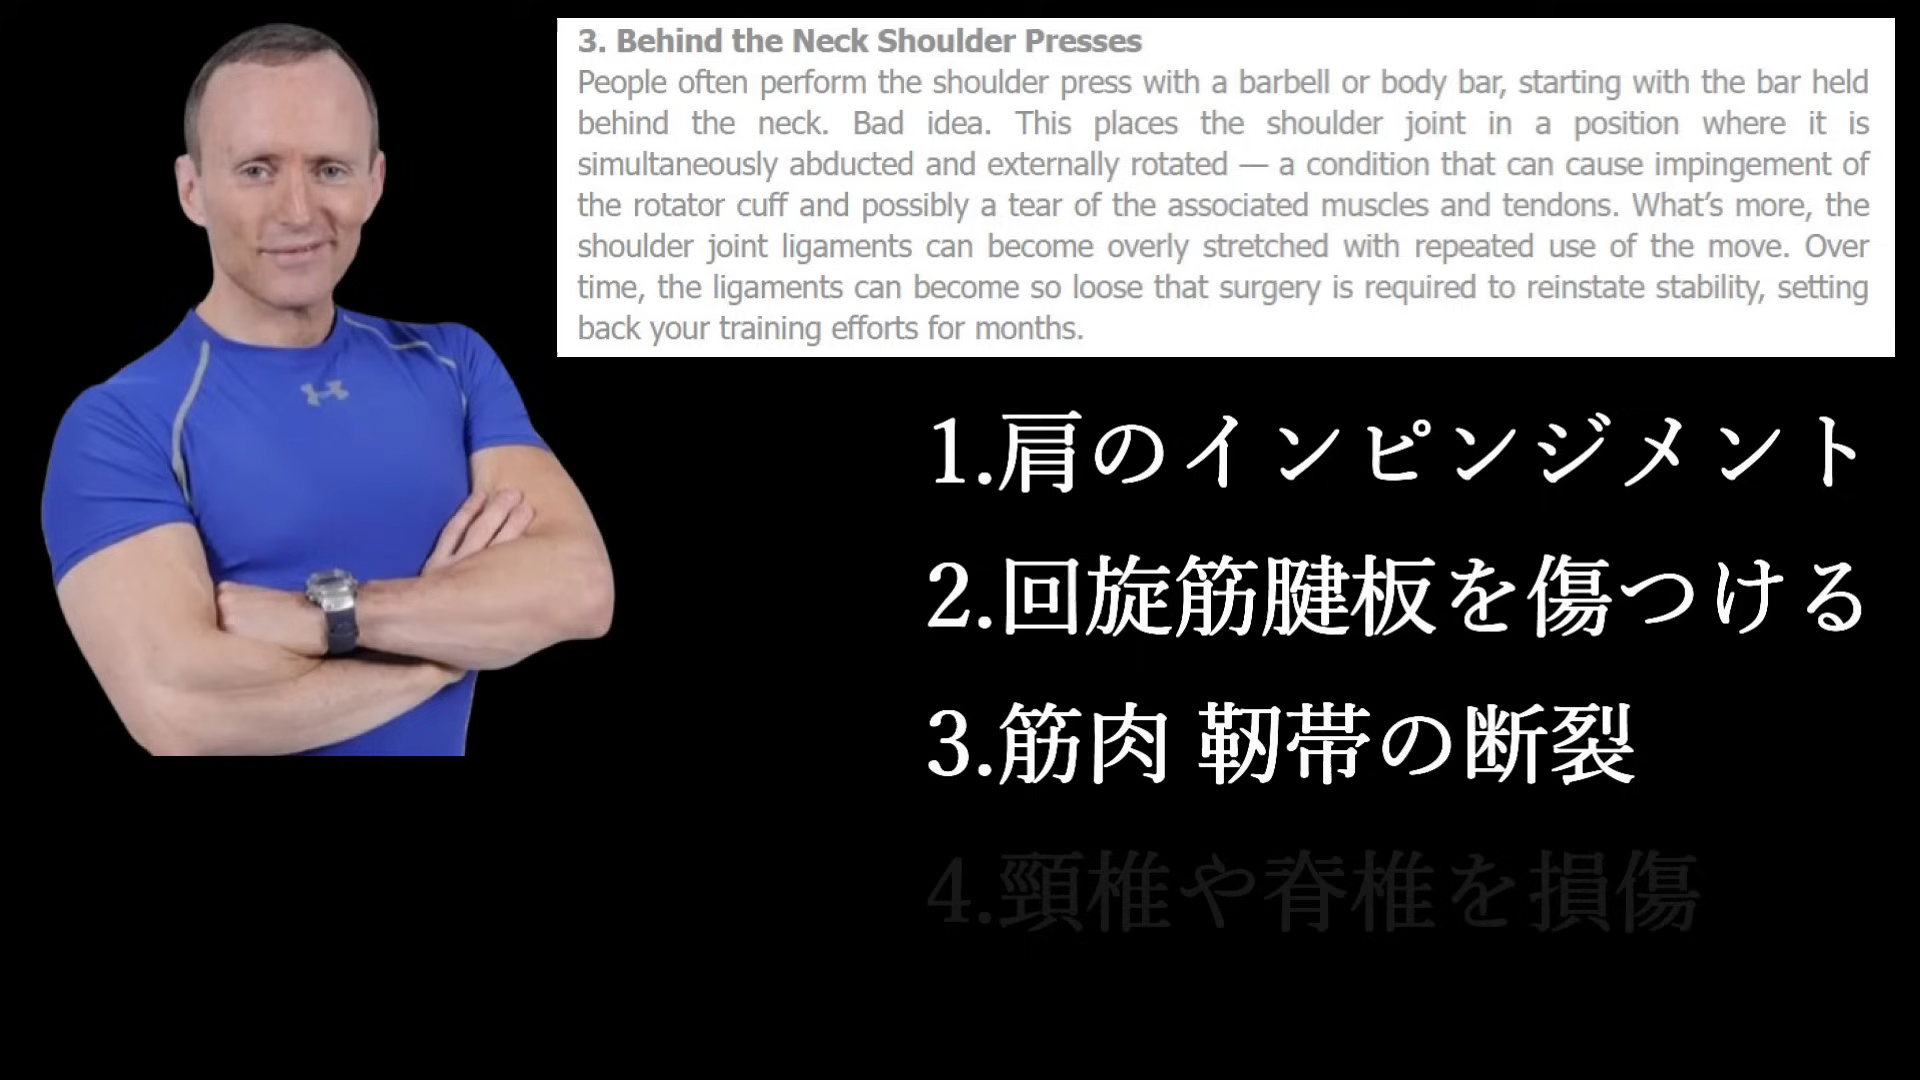 3. Behind the Neck Shoulder Presses
People often perform the shoulder press with a barbell or body bar, starting with the bar held
behind the neck. Bad idea. This places the shoulder joint in a position where it is
simultaneously abducted and externally rotated — a condition that can cause impingement of
the rotator cuff and possibly a tear of the associated muscles and tendons. What’s more, the
shoulder joint ligaments can become overly stretched with repeated use of the move. Over
time, the ligaments can become so loose that surgery is required to reinstate stability, setting
back your training efforts for months.
1.肩のインピンジメント
2.回旋筋腱板を傷つける
3.筋肉 靭帯の断裂
4.頸椎や脊椎を損傷